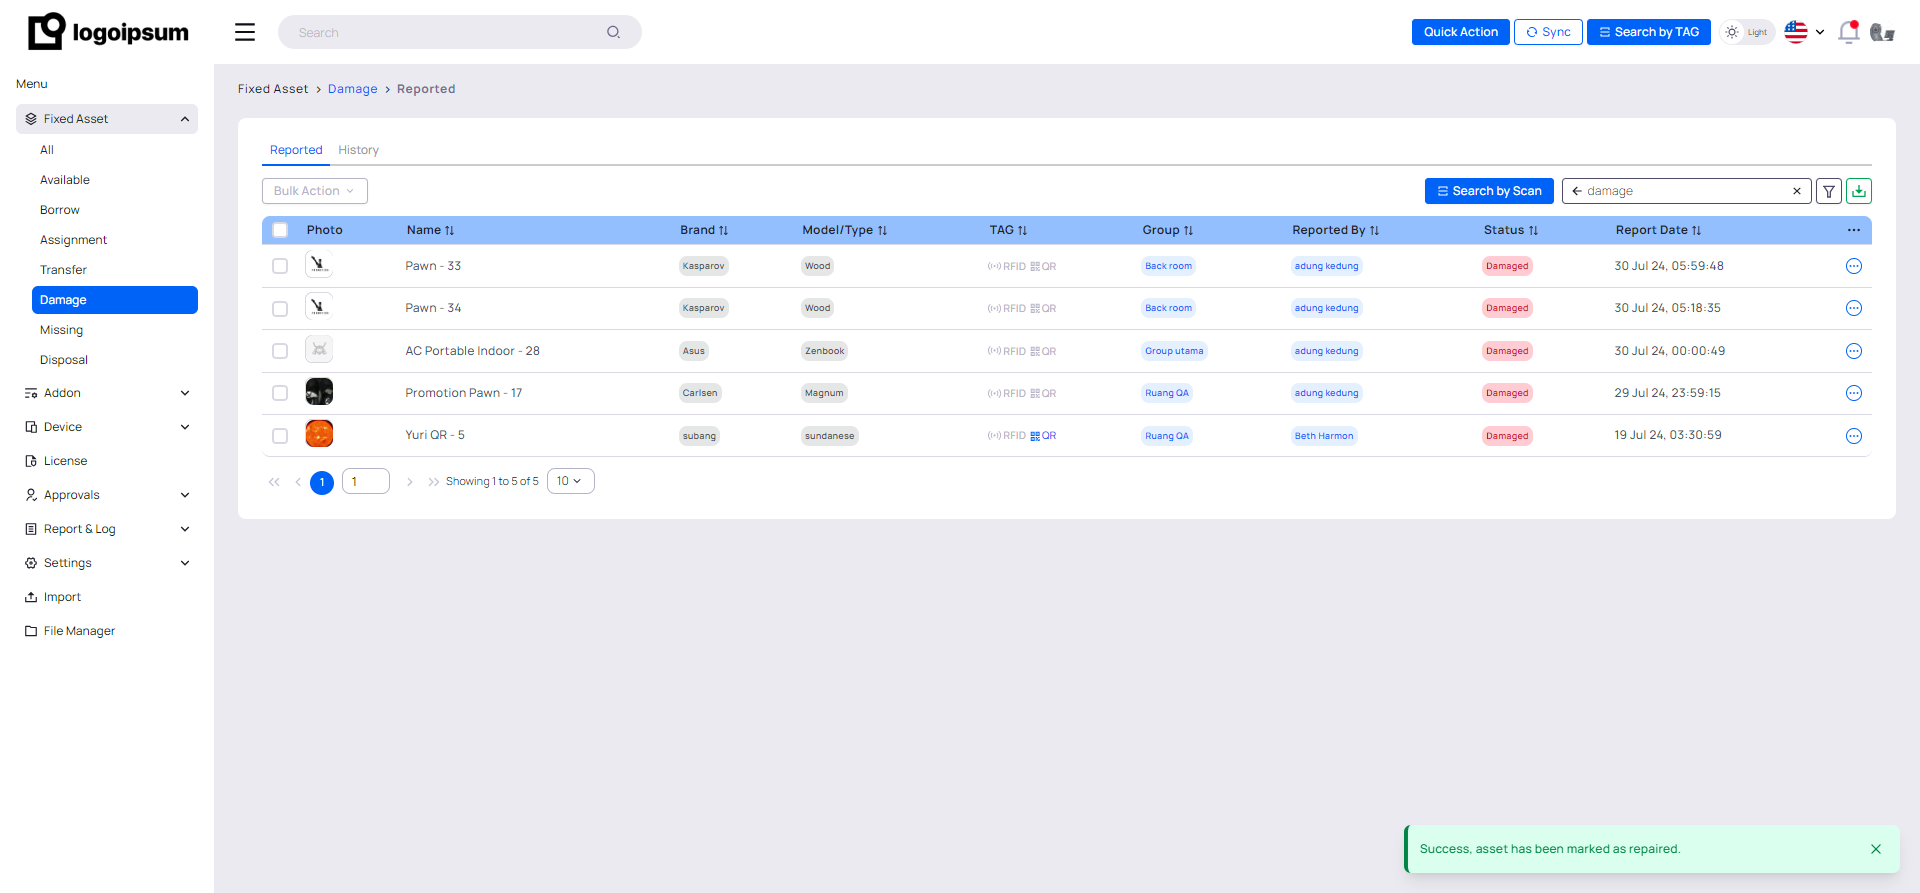 logoipsum
Search
Quick Action
Sync
Search by TAG
Light
Menu
Fixed Asset
All
Available
Borrow
Assignment
Transfer
Damage
Missing
Disposal
Addon
Device
License
Approvals
Report & Log
Settings
Import
File Manager
Fixed Asset > Damage > Reported
Reported History
Bulk Action
Search by Scan
damage
Photo Name Brand Model/Type TAG Group Reported By Status Report Date
Pawn - 33 Kasparov Wood RFID QR Back room adung kedung Damaged 30 Jul 24, 05:59:48
Pawn - 34 Kasparov Wood RFID QR Back room adung kedung Damaged 30 Jul 24, 05:18:35
AC Portable Indoor - 28 Asus Zenbook RFID QR Group utama adung kedung Damaged 30 Jul 24, 00:00:49
Promotion Pawn - 17 Carlsen Magnum RFID QR Ruang QA adung kedung Damaged 29 Jul 24, 23:59:15
Yuri QR - 5 subang sundanese RFID QR Ruang QA Beth Harmon Damaged 19 Jul 24, 03:30:59
1 1 Showing 1 to 5 of 5 10
Success, asset has been marked as repaired.